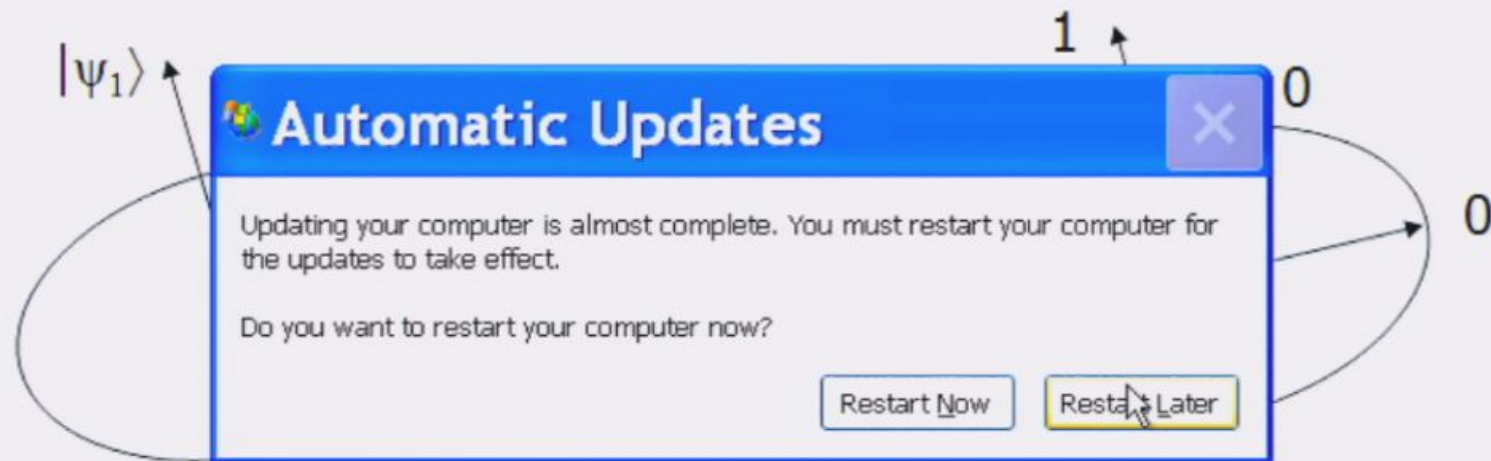 |ψ₁⟩
1
0
Automatic Updates
0
Updating your computer is almost complete. You must restart your computer for
the updates to take effect.
Do you want to restart your computer now?
Restart Now
Restart Later